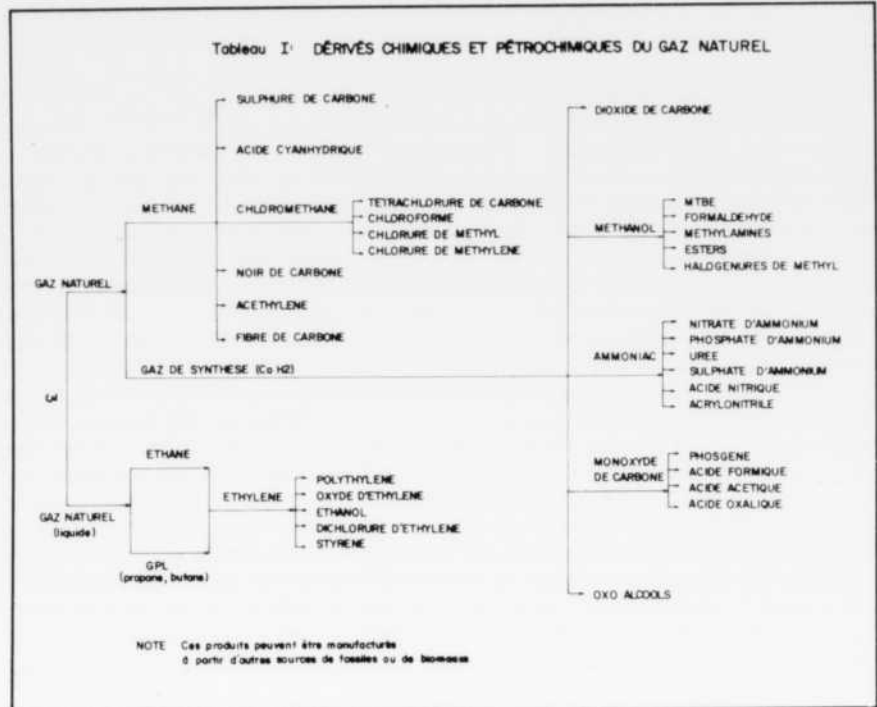 Tableau I: DÉRIVÉS CHIMIQUES ET PÉTROCHIMIQUES DU GAZ NATUREL
GAZ NATUREL
METHANE
SULPHURE DE CARBONE
ACIDE CYANHYDRIQUE
CHLOROMETHANE
TETRACHLORURE DE CARBONE
CHLOROFORME
CHLORURE DE METHYL
CHLORURE DE METHYLENE
NOIR DE CARBONE
ACETHYLENE
FIBRE DE CARBONE
GAZ DE SYNTHESE (Co H2)
DIOXIDE DE CARBONE
METHANOL
MTBE
FORMALDEHYDE
METHYLAMINES
ESTERS
HALOGENURES DE METHYL
AMMONIAC
NITRATE D'AMMONIUM
PHOSPHATE D'AMMONIUM
UREE
SULPHATE D'AMMONIUM
ACIDE NITRIQUE
ACRYLONITRILE
MONOXYDE
DE CARBONE
PHOSGENE
ACIDE FORMIQUE
ACIDE ACETIQUE
ACIDE OXALIQUE
OXO ALCOOLS
3
GAZ NATUREL
(liquide)
ETHANE
GPL
(propane, butane)
ETHYLENE
POLYTHYLENE
OXYDE D'ETHYLENE
ETHANOL
DICHLORURE D'ETHYLENE
STYRENE
NOTE Ces produits peuvent être manufacturés
à partir d'autres sources de fossiles ou de biomasse